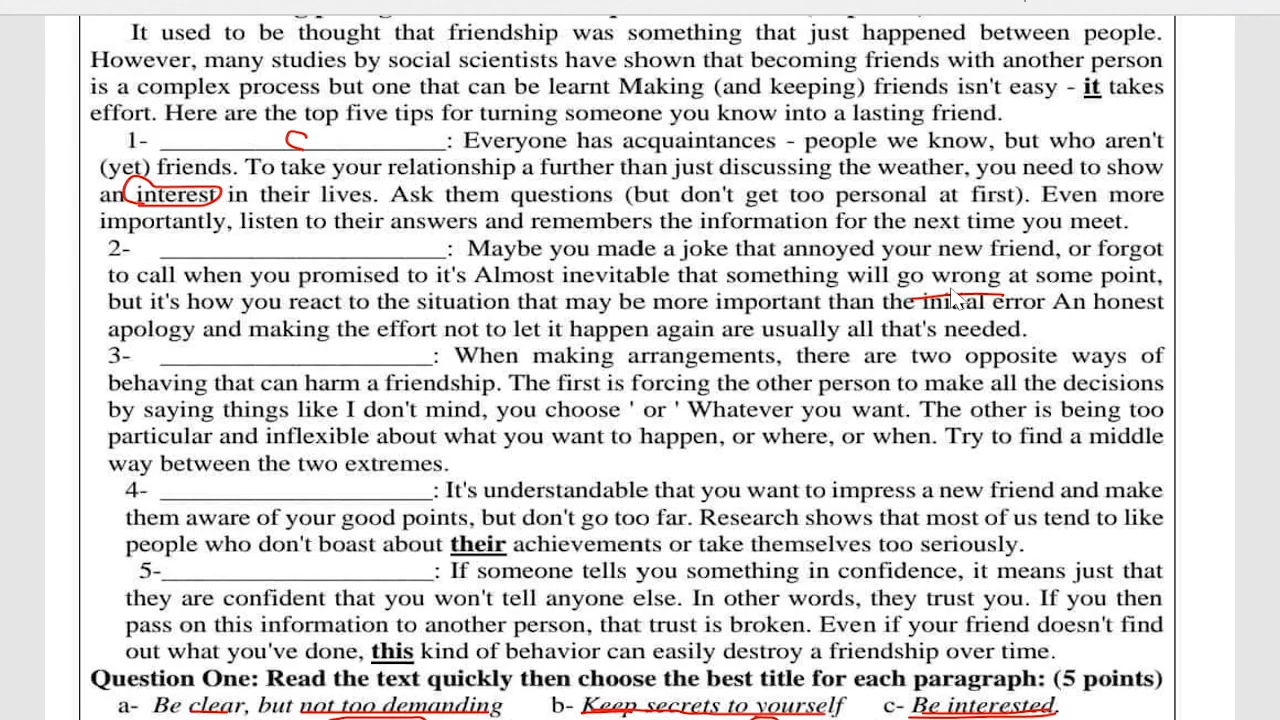 It used to be thought that friendship was something that just happened between people.
However, many studies by social scientists have shown that becoming friends with another person
is a complex process but one that can be learnt Making (and keeping) friends isn't easy - it takes
effort. Here are the top five tips for turning someone you know into a lasting friend.
1- ____________________ c ____________________: Everyone has acquaintances - people we know, but who aren't
(yet) friends. To take your relationship a further than just discussing the weather, you need to show
an interest in their lives. Ask them questions (but don't get too personal at first). Even more
importantly, listen to their answers and remembers the information for the next time you meet.
2- ____________________: Maybe you made a joke that annoyed your new friend, or forgot
to call when you promised to it's Almost inevitable that something will go wrong at some point,
but it's how you react to the situation that may be more important than the initial error An honest
apology and making the effort not to let it happen again are usually all that's needed.
3- ____________________: When making arrangements, there are two opposite ways of
behaving that can harm a friendship. The first is forcing the other person to make all the decisions
by saying things like I don't mind, you choose ' or ' Whatever you want. The other is being too
particular and inflexible about what you want to happen, or where, or when. Try to find a middle
way between the two extremes.
4- ____________________: It's understandable that you want to impress a new friend and make
them aware of your good points, but don't go too far. Research shows that most of us tend to like
people who don't boast about their achievements or take themselves too seriously.
5-____________________: If someone tells you something in confidence, it means just that
they are confident that you won't tell anyone else. In other words, they trust you. If you then
pass on this information to another person, that trust is broken. Even if your friend doesn't find
out what you've done, this kind of behavior can easily destroy a friendship over time.
Question One: Read the text quickly then choose the best title for each paragraph: (5 points)
a- Be clear, but not too demanding b- Keep secrets to yourself c- Be interested.